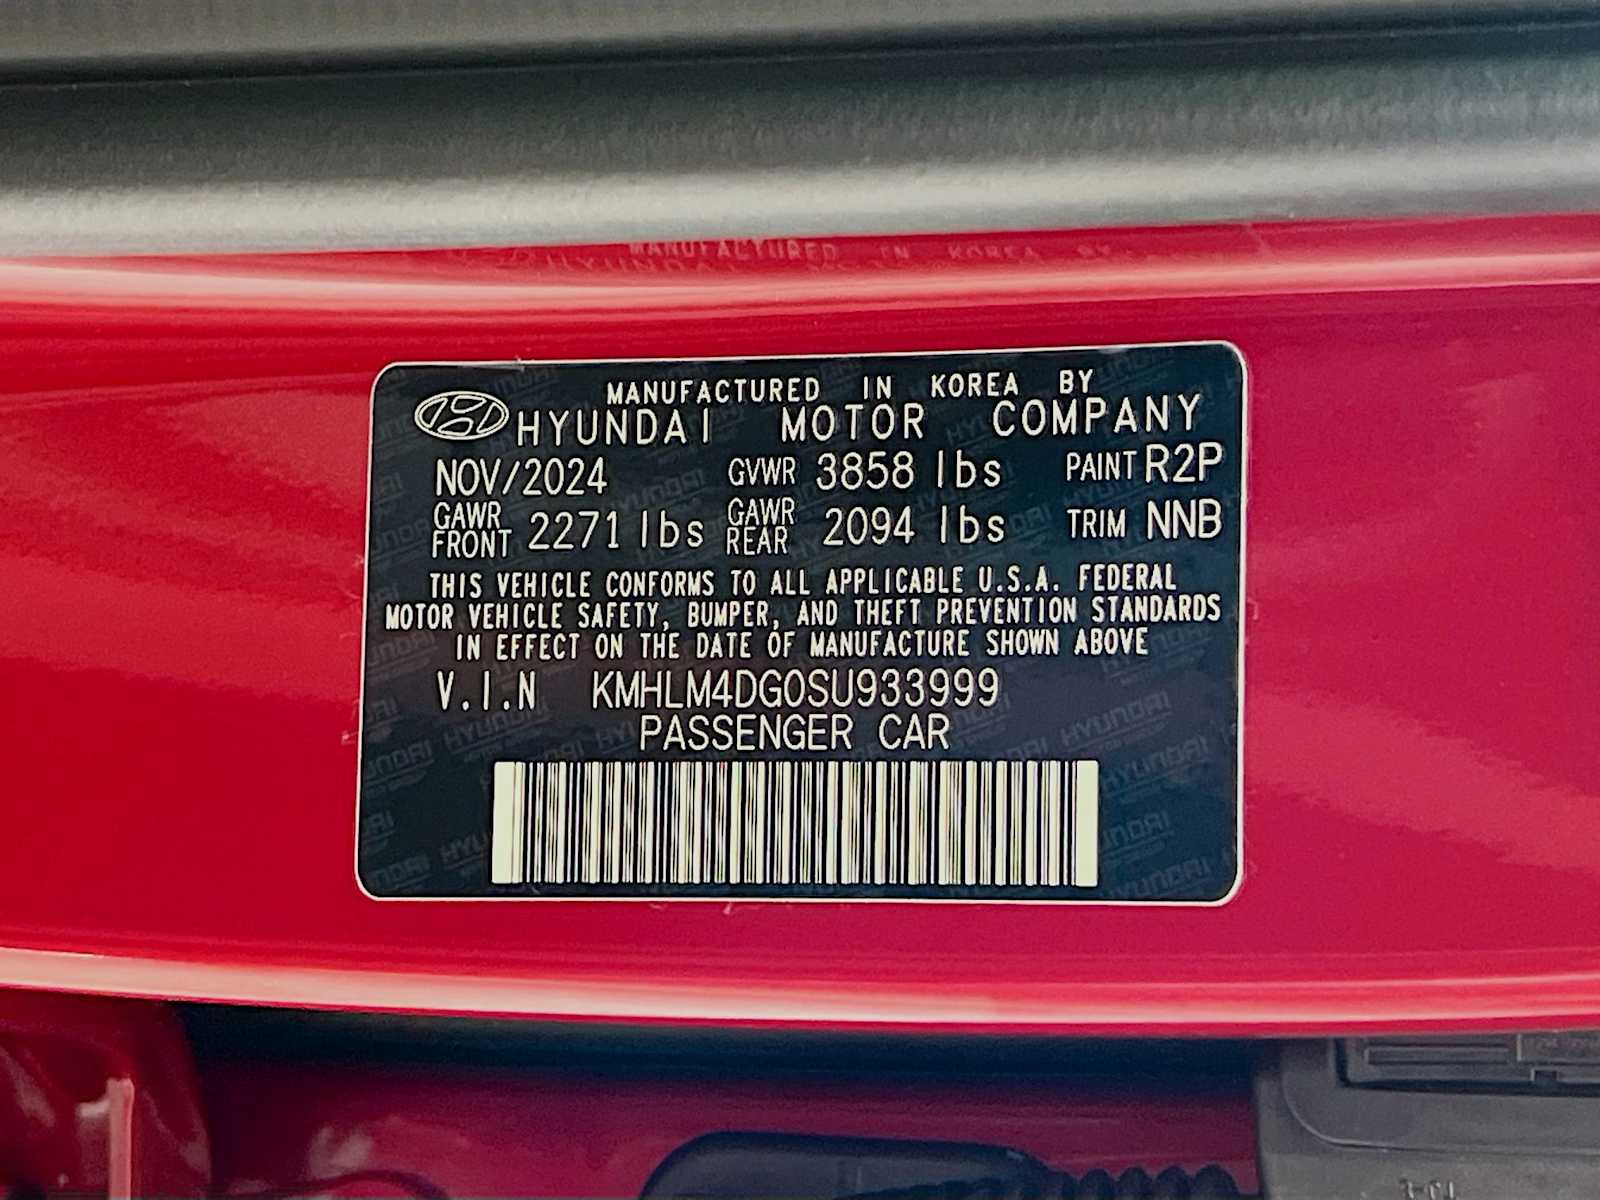 MANUFACTURED IN KOREA BY
HYUNDAI MOTOR COMPANY
NOV/2024 GVWR 3858 lbs PAINT R2P
GAWR FRONT 2271 lbs GAWR REAR 2094 lbs TRIM NNB
THIS VEHICLE CONFORMS TO ALL APPLICABLE U.S.A. FEDERAL
MOTOR VEHICLE SAFETY, BUMPER, AND THEFT PREVENTION STANDARDS
IN EFFECT ON THE DATE OF MANUFACTURE SHOWN ABOVE
V.I.N KMHLM4DG0SU933999
PASSENGER CAR